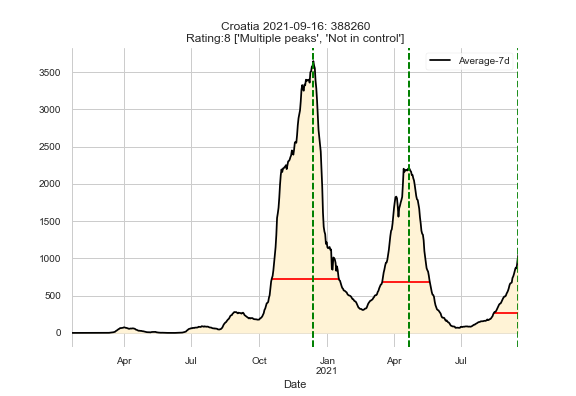 Croatia 2021-09-16: 388260
Rating:8 ['Multiple peaks', 'Not in control']
Average-7d
3500
3000
2500
2000
1500
1000
500
0
Apr
Jul
Oct
Jan
2021
Apr
Jul
Date